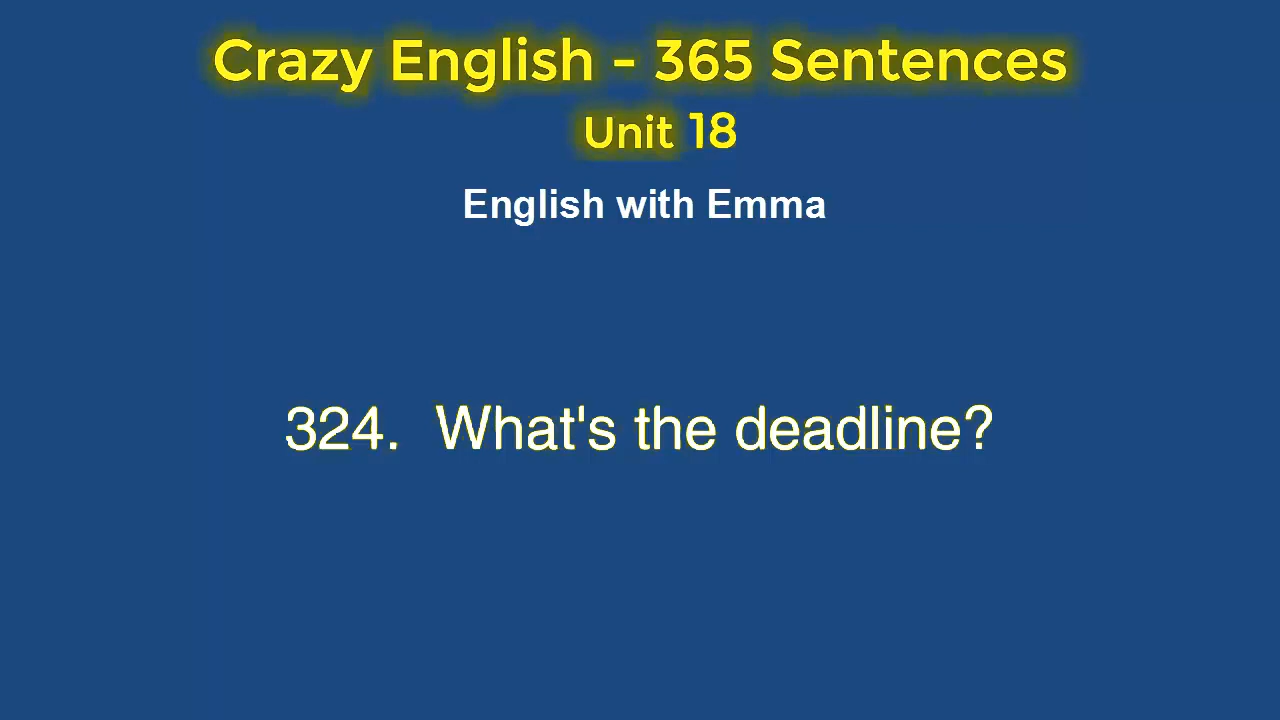 Crazy English - 365 Sentences
Unit 18
English with Emma
324. What's the deadline?